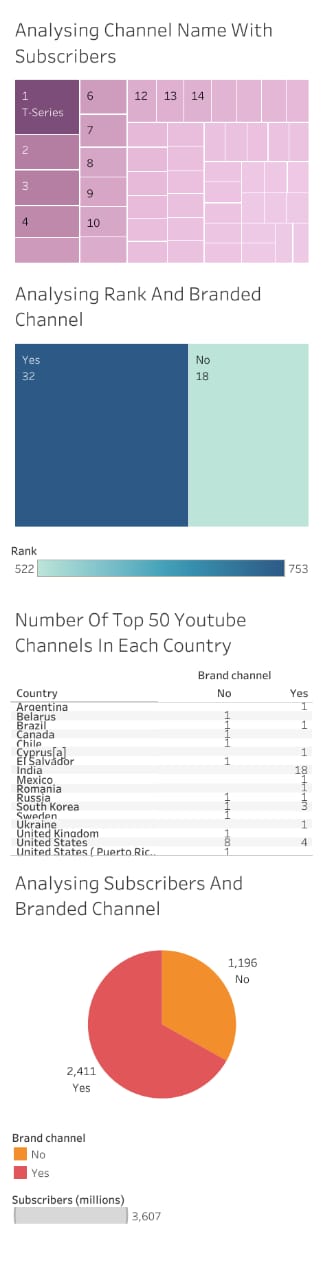 Analysing Channel Name With
Subscribers
1
T-Series
6
12 13 14
7
2
8
3
9
4
10
Analysing Rank And Branded
Channel
Yes No
32 18
Rank
522 753
Number Of Top 50 Youtube
Channels In Each Country
Brand channel
Country No Yes
Argentina 1
Belarus 1
Brazil 1 1
Canada 1
Chile 1
Cyprus[a] 1
El Salvador 1
India 18
Mexico 1
Romania 1
Russia 1 1
South Korea 1 3
Sweden 1
Ukraine 1
United Kingdom 1
United States 8 4
United States ( Puerto Ric.. 1
Analysing Subscribers And
Branded Channel
1,196
No
2,411
Yes
Brand channel
No
Yes
Subscribers (millions)
3,607